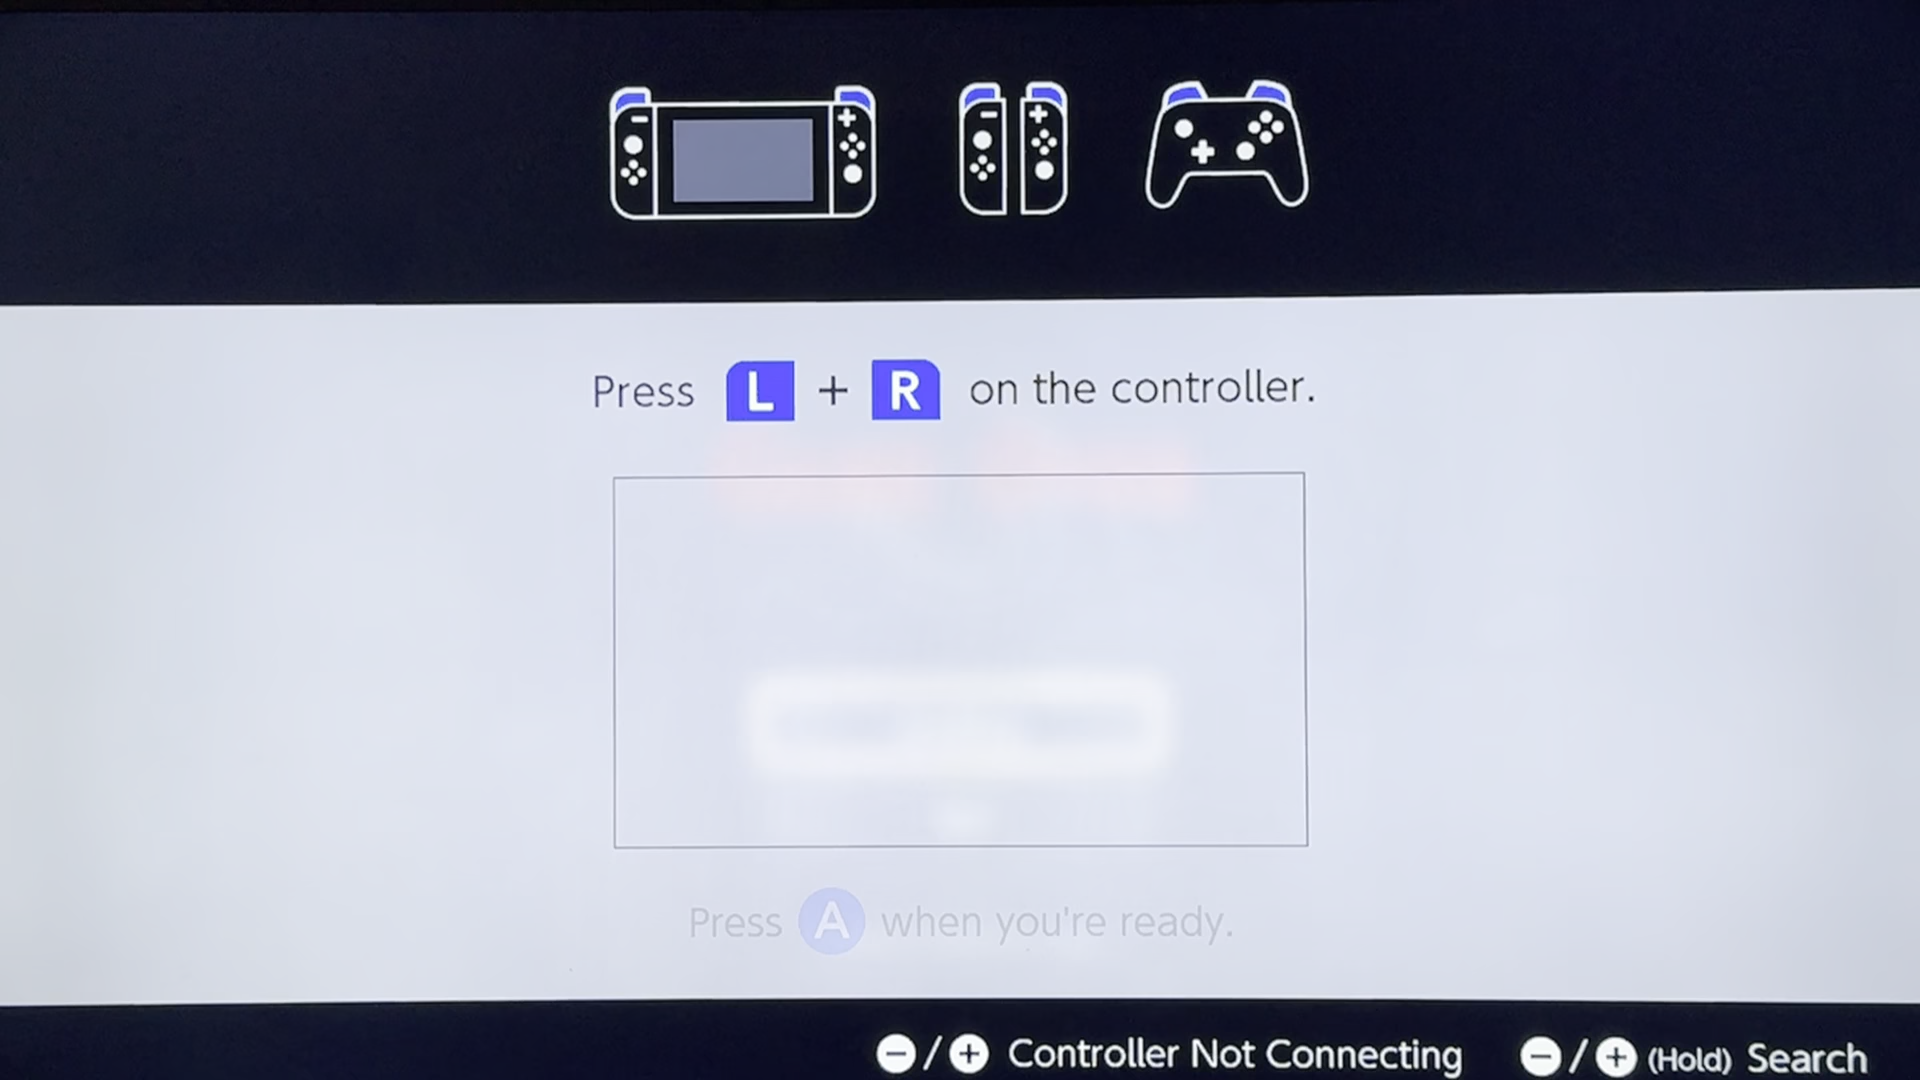 Press L + R on the controller.
Press A when you're ready.
−/+ Controller Not Connecting −/+ (Hold) Search